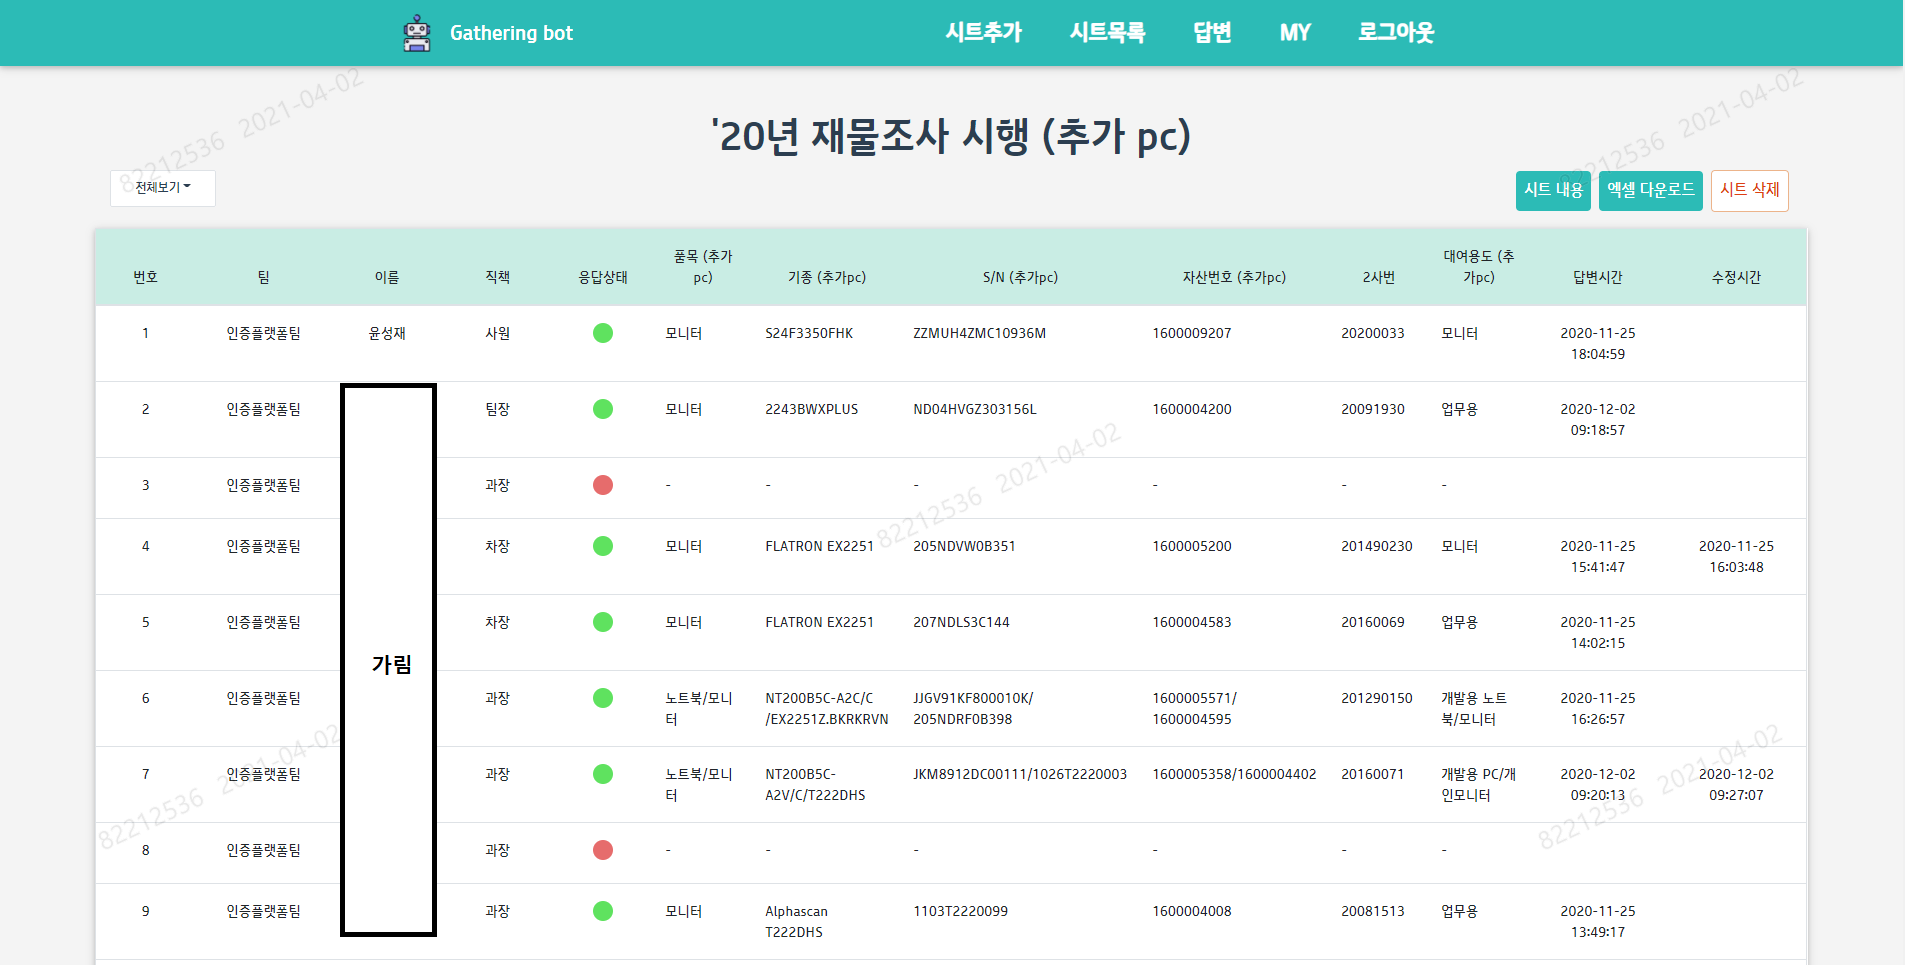 Gathering bot 시트추가 시트목록 답변 MY 로그아웃
82212536 2021-04-02
82212536 2021-04-02
'20년 재물조사 시행 (추가 pc)
전체보기
시트 내용 엑셀 다운로드 시트 삭제
번호 팀 이름 직책 응답상태 품목 (추가 pc) 기종 (추가pc) S/N (추가pc) 자산번호 (추가pc) 2사번 대여용도 (추가pc) 답변시간 수정시간
1 인증플랫폼팀 윤성재 사원 모니터 S24F3350FHK ZZMUH4ZMC10936M 1600009207 20200033 모니터 2020-11-25 18:04:59
2 인증플랫폼팀 팀장 모니터 2243BWXPLUS ND04HVGZ303156L 1600004200 20091930 업무용 2020-12-02 09:18:57
82212536 2021-04-02
3 인증플랫폼팀 과장 - - - - - -
4 인증플랫폼팀 차장 모니터 FLATRON EX2251 205NDVW0B351 1600005200 201490230 모니터 2020-11-25 15:41:47 2020-11-25 16:03:48
5 인증플랫폼팀 차장 모니터 FLATRON EX2251 207NDLS3C144 1600004583 20160069 업무용 2020-11-25 14:02:15
가림
6 인증플랫폼팀 과장 노트북/모니터 NT200B5C-A2C/C /EX2251Z.BKRKRVN JJGV91KF800010K/ 205NDRF0B398 1600005571/ 1600004595 201290150 개발용 노트북/모니터 2020-11-25 16:26:57
7 인증플랫폼팀 과장 노트북/모니터 NT200B5C-A2V/C/T222DHS JKM8912DC00111/1026T2220003 1600005358/1600004402 20160071 개발용 PC/개인모니터 2020-12-02 09:20:13 2020-12-02 09:27:07
82212536 2021-04-02
82212536 2021-04-02
8 인증플랫폼팀 과장 - - - - - -
9 인증플랫폼팀 과장 모니터 Alphascan T222DHS 1103T2220099 1600004008 20081513 업무용 2020-11-25 13:49:17